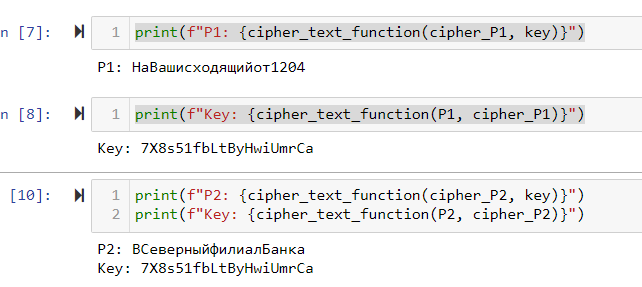 n [7]:
1 print(f"P1: {cipher_text_function(cipher_P1, key)}")
P1: НаВашисходящийот1204
n [8]:
1 print(f"Key: {cipher_text_function(P1, cipher_P1)}")
Key: 7X8s51fbLtByHwiUmrCa
[10]:
1 print(f"P2: {cipher_text_function(cipher_P2, key)}")
2 print(f"Key: {cipher_text_function(P2, cipher_P2)}")
P2: ВСеверныйфилиалБанка
Key: 7X8s51fbLtByHwiUmrCa